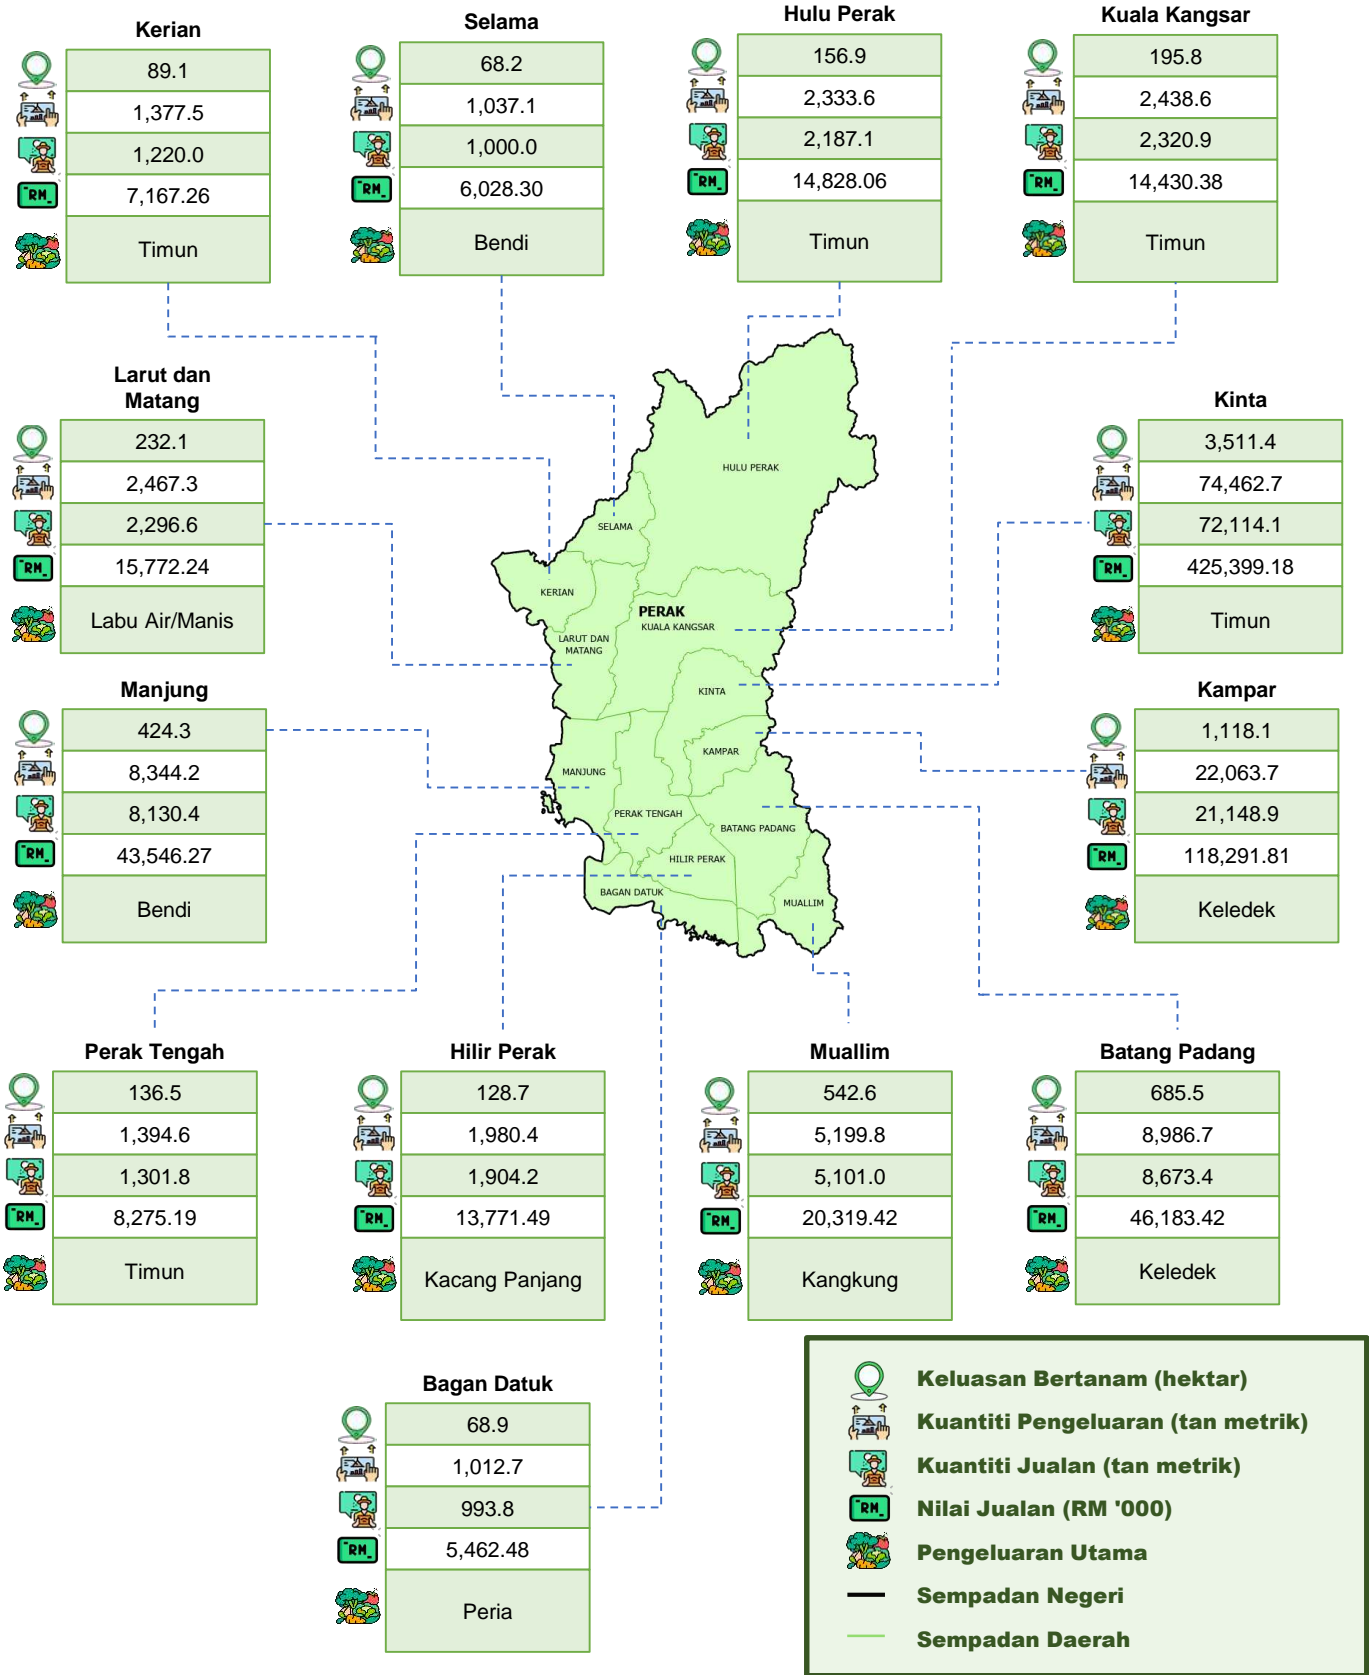 Kerian
89.1
1,377.5
1,220.0
7,167.26
Timun
Selama
68.2
1,037.1
1,000.0
6,028.30
Bendi
Hulu Perak
156.9
2,333.6
2,187.1
14,828.06
Timun
Kuala Kangsar
195.8
2,438.6
2,320.9
14,430.38
Timun
Larut dan
Matang
232.1
2,467.3
2,296.6
15,772.24
Labu Air/Manis
Kinta
3,511.4
74,462.7
72,114.1
425,399.18
Timun
Manjung
424.3
8,344.2
8,130.4
43,546.27
Bendi
Kampar
1,118.1
22,063.7
21,148.9
118,291.81
Keledek
HULU PERAK
SELAMA
KERIAN
PERAK
KUALA KANGSAR
LARUT DAN
MATANG
KINTA
KAMPAR
MANJUNG
PERAK TENGAH
BATANG PADANG
HILIR PERAK
BAGAN DATUK
MUALLIM
Perak Tengah
136.5
1,394.6
1,301.8
8,275.19
Timun
Hilir Perak
128.7
1,980.4
1,904.2
13,771.49
Kacang Panjang
Muallim
542.6
5,199.8
5,101.0
20,319.42
Kangkung
Batang Padang
685.5
8,986.7
8,673.4
46,183.42
Keledek
Bagan Datuk
68.9
1,012.7
993.8
5,462.48
Peria
Keluasan Bertanam (hektar)
Kuantiti Pengeluaran (tan metrik)
Kuantiti Jualan (tan metrik)
RM Nilai Jualan (RM '000)
Pengeluaran Utama
Sempadan Negeri
Sempadan Daerah